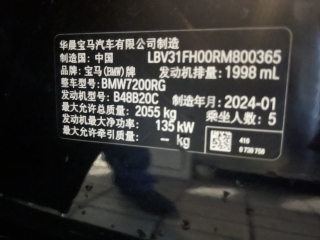 华晨宝马汽车有限公司制造
制造国：中国 LBV31FH00RM800365
品牌：宝马(BMW)牌 发动机排量：1998 mL
整车型号：BMW7200RG
发动机型号：B48B20C 制造年月：2024-01
最大允许总质量：2055 kg 乘坐人数：5
发动机最大净功率：135 kW
最大允许牵引质量：-- kg
416